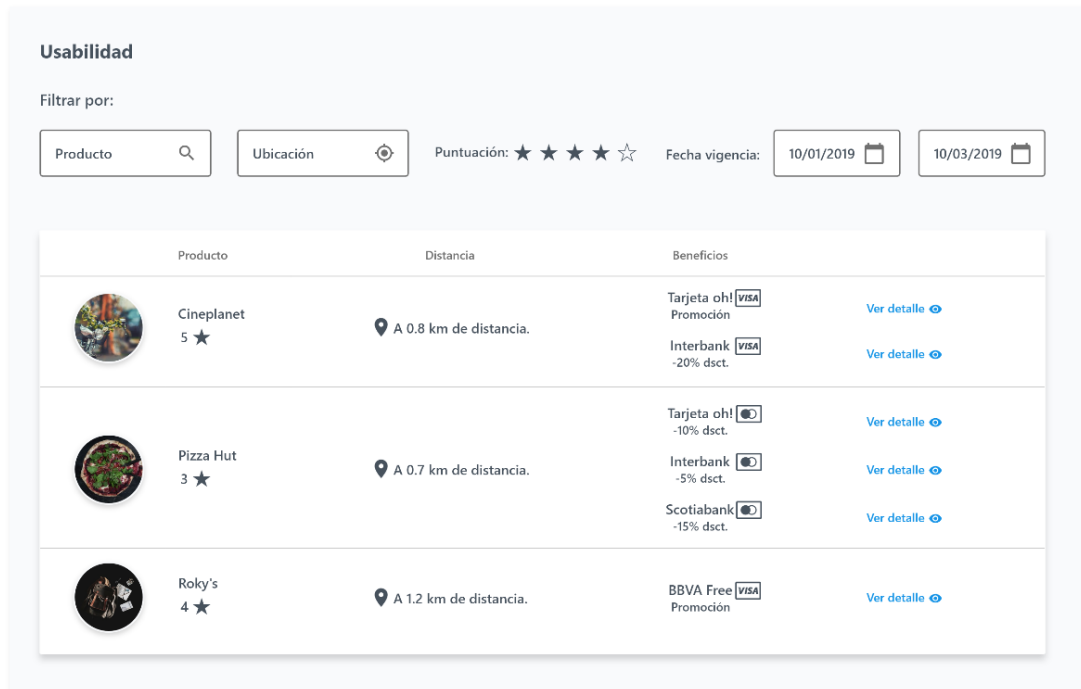 Usabilidad
Filtrar por:
Producto
Ubicación
Puntuación:
Fecha vigencia:
10/01/2019
10/03/2019
Producto Distancia Beneficios
Cineplanet
5
A 0.8 km de distancia.
Tarjeta oh! VISA
Promoción
Ver detalle
Interbank VISA
-20% dsct.
Ver detalle
Pizza Hut
3
A 0.7 km de distancia.
Tarjeta oh!
-10% dsct.
Ver detalle
Interbank
-5% dsct.
Ver detalle
Scotiabank
-15% dsct.
Ver detalle
Roky's
4
A 1.2 km de distancia.
BBVA Free VISA
Promoción
Ver detalle